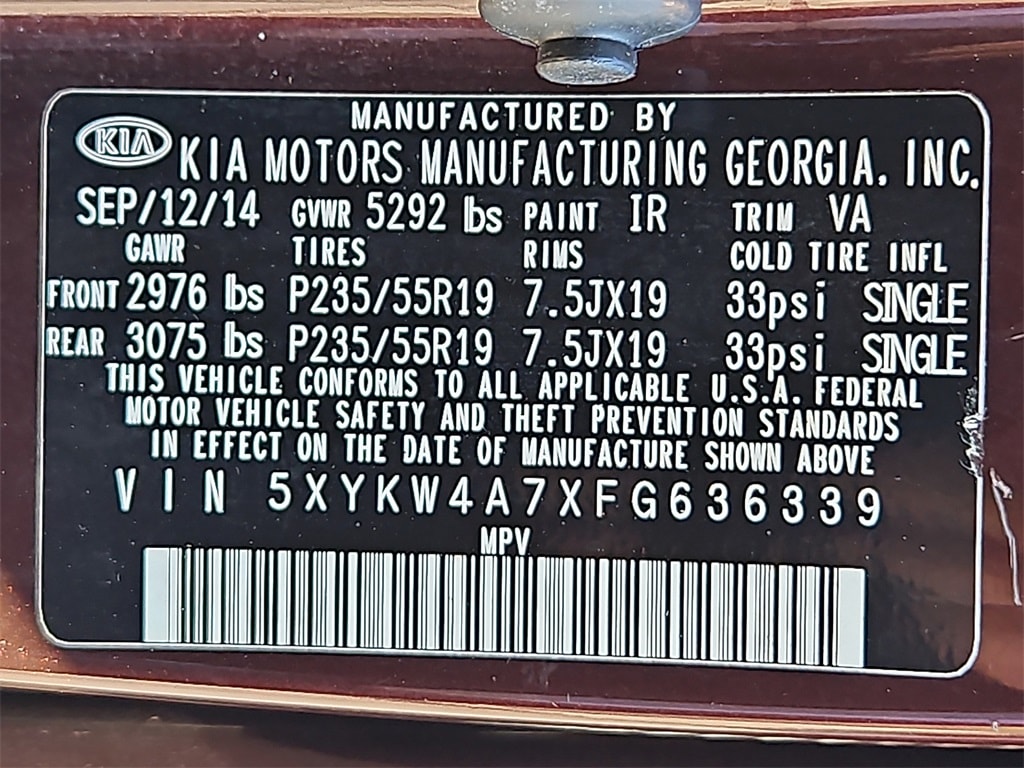 MANUFACTURED BY
KIA KIA MOTORS MANUFACTURING GEORGIA, INC.
SEP/12/14 GVWR 5292 lbs PAINT IR TRIM VA
GAWR TIRES RIMS COLD TIRE INFL
FRONT 2976 lbs P235/55R19 7.5JX19 33psi SINGLE
REAR 3075 lbs P235/55R19 7.5JX19 33psi SINGLE
THIS VEHICLE CONFORMS TO ALL APPLICABLE U.S.A. FEDERAL
MOTOR VEHICLE SAFETY AND THEFT PREVENTION STANDARDS
IN EFFECT ON THE DATE OF MANUFACTURE SHOWN ABOVE
VIN 5XYKW4A7XFG636339
MPV